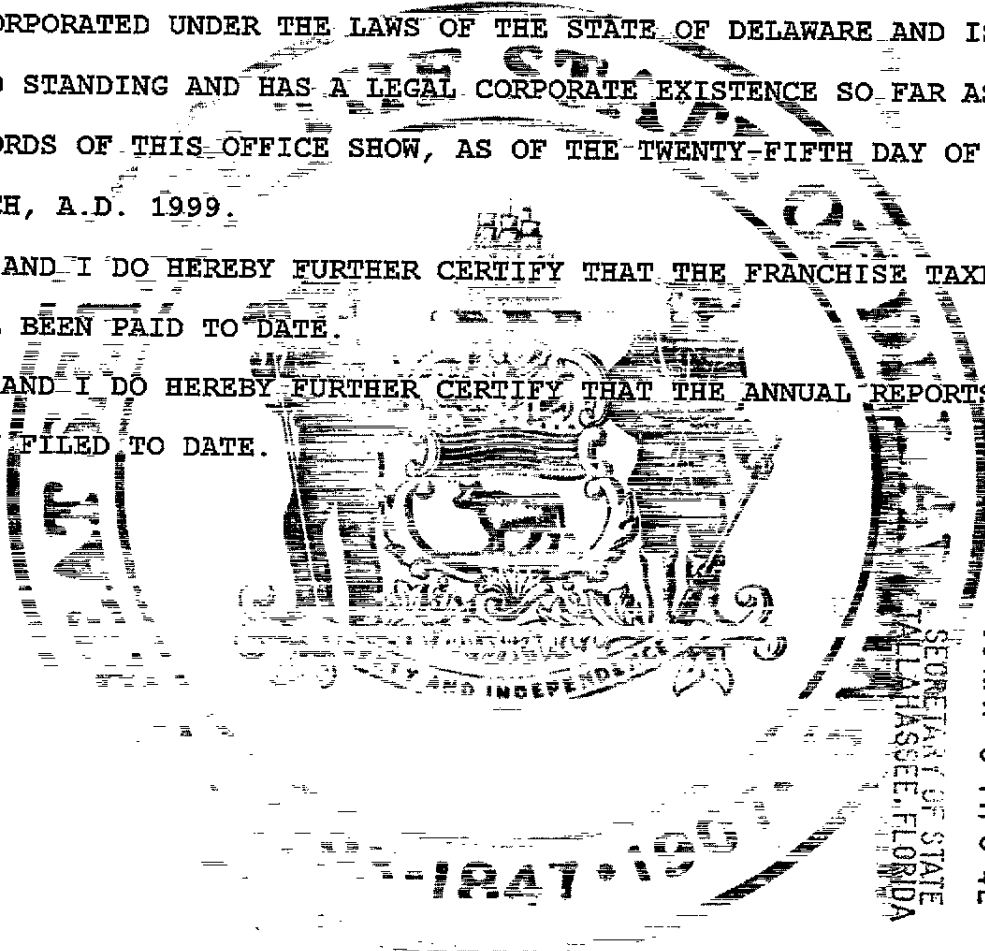 ORPORATED UNDER THE LAWS OF THE STATE OF DELAWARE AND IS
D STANDING AND HAS A LEGAL CORPORATE EXISTENCE SO FAR AS
ORDS OF THIS OFFICE SHOW, AS OF THE TWENTY-FIFTH DAY OF
CH, A.D. 1999.
AND I DO HEREBY FURTHER CERTIFY THAT THE FRANCHISE TAXE
BEEN PAID TO DATE.
AND I DO HEREBY FURTHER CERTIFY THAT THE ANNUAL REPORTS
FILED TO DATE.
AND INDEPENDENCE
1847
SECRETARY OF STATE
TALLAHASSEE, FLORIDA